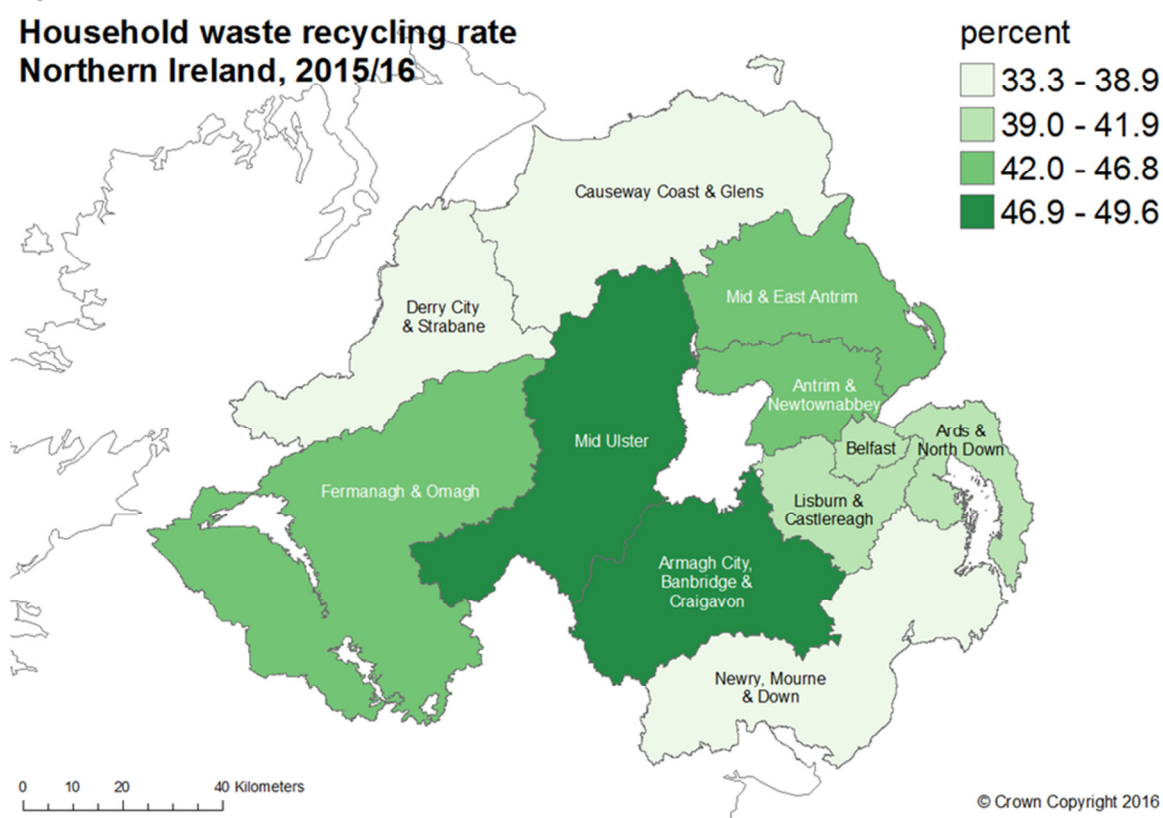 Household waste recycling rate
Northern Ireland, 2015/16
percent
33.3 - 38.9
39.0 - 41.9
42.0 - 46.8
46.9 - 49.6
Causeway Coast & Glens
Mid & East Antrim
Derry City
& Strabane
Antrim &
Newtownabbey
Mid Ulster
Belfast
Ards &
North Down
Fermanagh & Omagh
Lisburn &
Castlereagh
Armagh City,
Banbridge &
Craigavon
Newry, Mourne
& Down
0 10 20 40 Kilometers
© Crown Copyright 2016